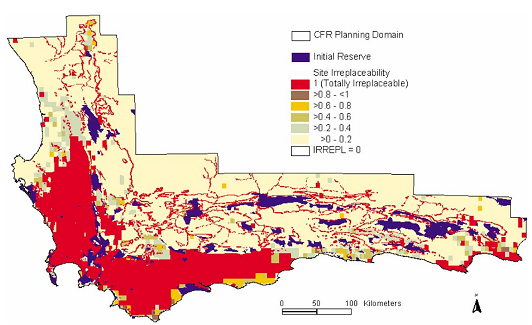 CFR Planning Domain
Initial Reserve
Site Irreplaceability
1 (Totally Irreplaceable)
>0.8 - <1
>0.6 - 0.8
>0.4 - 0.6
>0.2 - 0.4
>0 - 0.2
IRREPL = 0
0 50 100 Kilometers
N